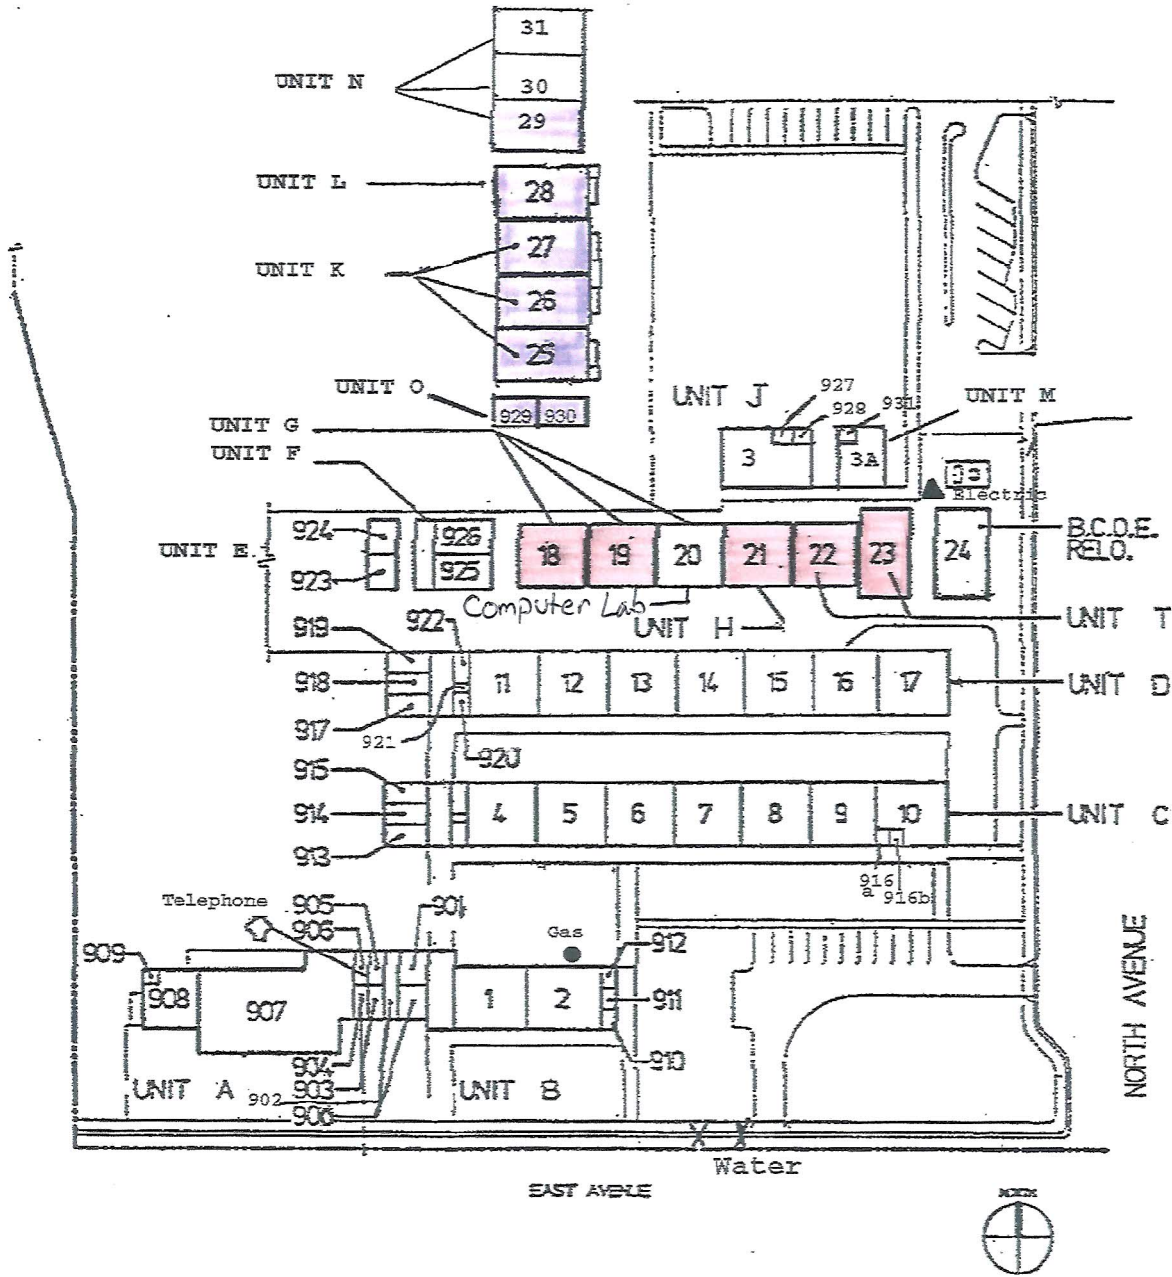 31
UNIT N
30
29
UNIT L
28
27
UNIT K
26
25
UNIT O
929 930
UNIT G
UNIT F
UNIT J
927
928
931
UNIT M
3
3A
Electric
924
926
UNIT E.
923
925
18 19 20 21 22 23 24
B.C.O.E.
RELO.
Computer Lab
UNIT H
UNIT T
919
922
918
11 12 13 14 15 16 17
UNIT D
917
921
920
915
914
4 5 6 7 8 9 10
UNIT C
913
916
a
916b
Telephone
905
901
906
Gas
912
909
908
907
1 2
911
904
910
903
UNIT A
902
UNIT B
900
NORTH AVENUE
X X
Water
EAST AVENUE